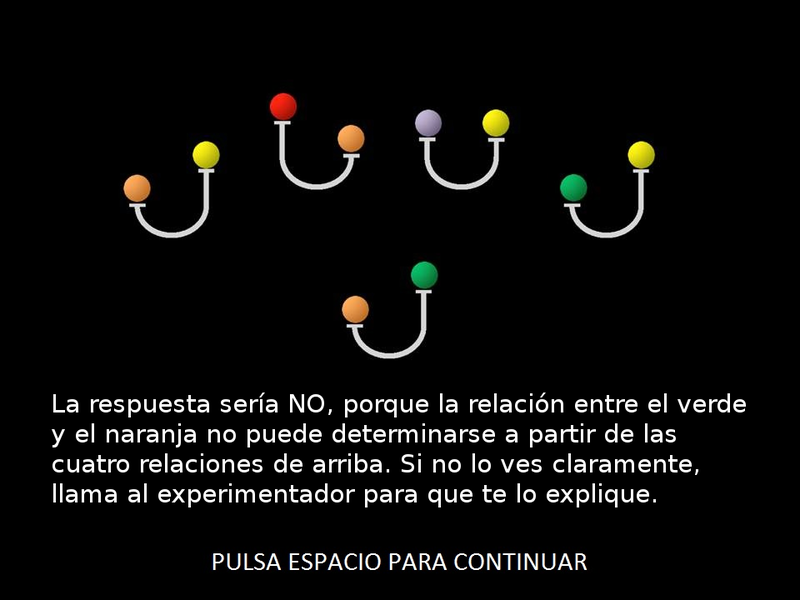 La respuesta sería NO, porque la relación entre el verde
y el naranja no puede determinarse a partir de las
cuatro relaciones de arriba. Si no lo ves claramente,
llama al experimentador para que te lo explique.
PULSA ESPACIO PARA CONTINUAR